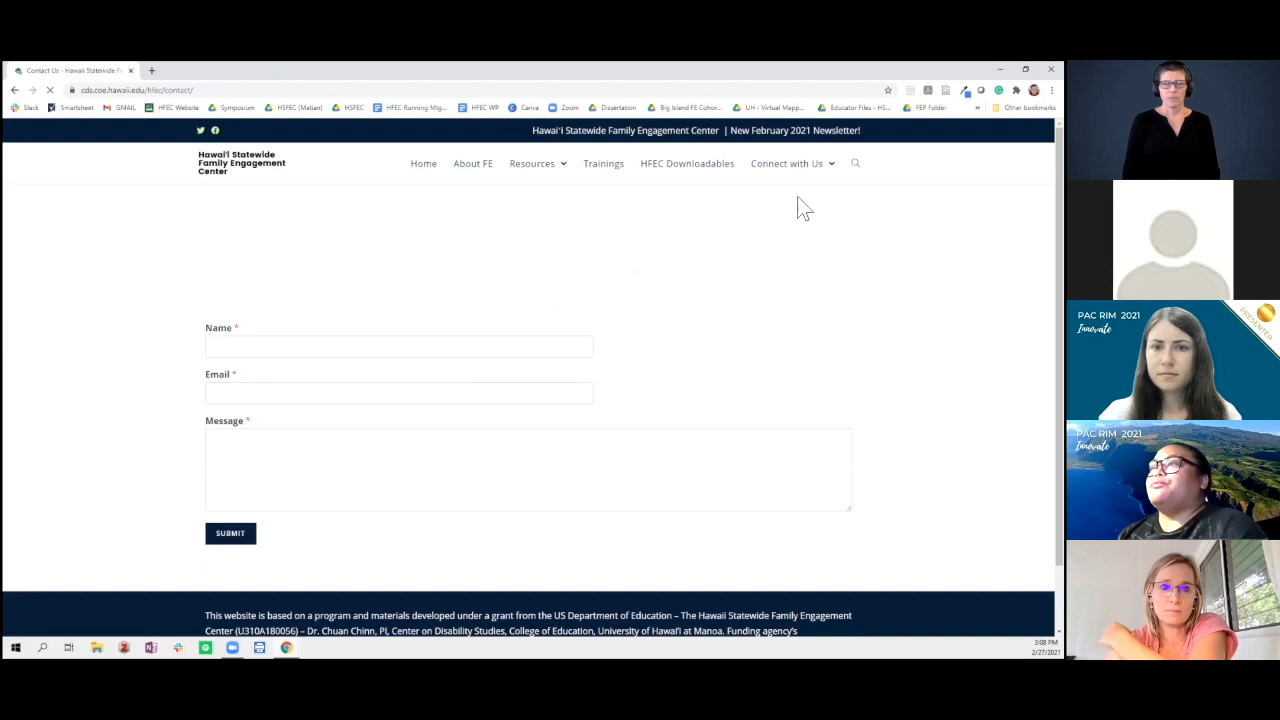 Contact Us - Hawaii Statewide F
cds.coe.hawaii.edu/hfec/contact/
Slack
Smartsheet
GMAIL
HFEC Website
Symposium
HSFEC (Matian)
HSFEC
HFEC Running Mtg...
HFEC WP
Canva
Zoom
Dissertation
Big Island FE Cohor...
UH - Virtual Mapp...
Educator Files - HS...
FEP Folder
»
Other bookmarks
Hawaiʻi Statewide Family Engagement Center | New February 2021 Newsletter!
Hawai'i Statewide
Family Engagement
Center
Home
About FE
Resources
Trainings
HFEC Downloadables
Connect with Us
Name *
Email *
Message *
SUBMIT
This website is based on a program and materials developed under a grant from the US Department of Education – The Hawaii Statewide Family Engagement
Center (U310A180056) – Dr. Chuan Chinn, PI, Center on Disability Studies, College of Education, University of Hawai'i at Manoa. Funding agency's
3:08 PM
2/27/2021
PAC RIM 2021
Innovate
PRESENTER
PAC RIM 2021
Innovate